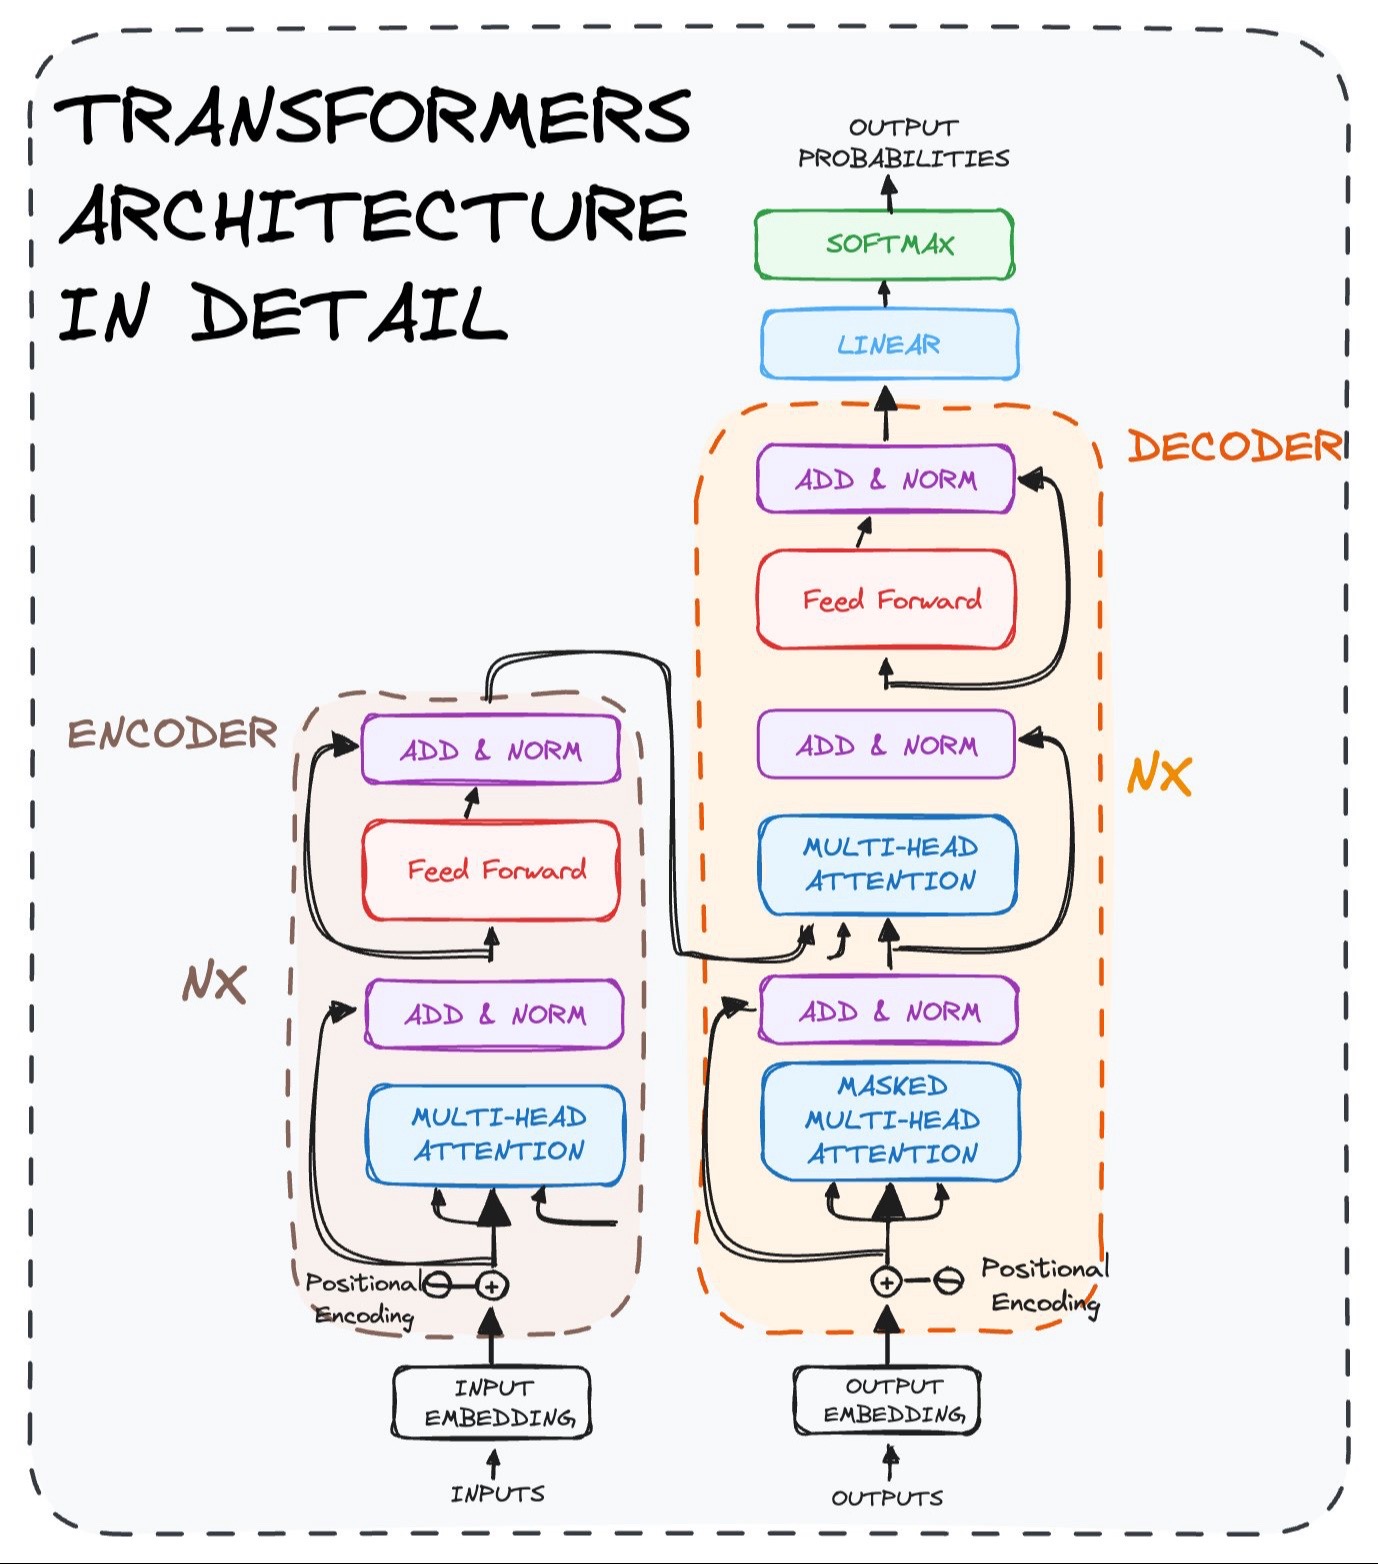 TRANSFORMERS
ARCHITECTURE
IN DETAIL
OUTPUT
PROBABILITIES
SOFTMAX
LINEAR
DECODER
ADD & NORM
Feed Forward
ADD & NORM
NX
MULTI-HEAD
ATTENTION
ADD & NORM
MASKED
MULTI-HEAD
ATTENTION
+
Positional
Encoding
OUTPUT
EMBEDDING
OUTPUTS
ENCODER
ADD & NORM
Feed Forward
NX
ADD & NORM
MULTI-HEAD
ATTENTION
Positional
Encoding
+
INPUT
EMBEDDING
INPUTS